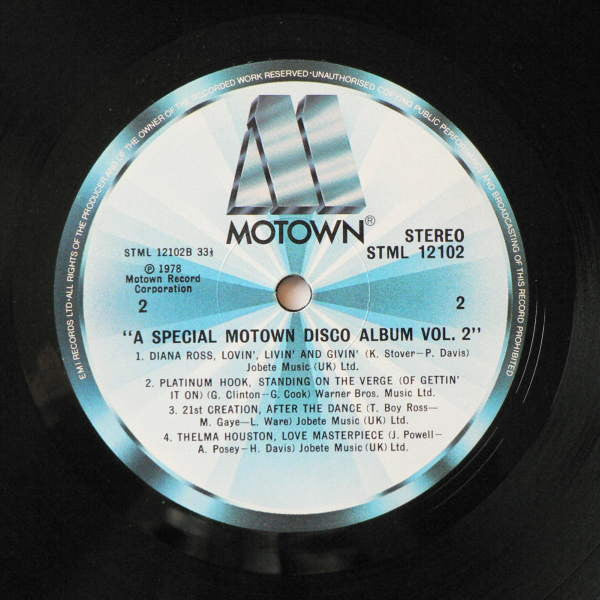 EMI RECORDS LTD·ALL RIGHTS OF THE PRODUCER AND OF THE OWNER OF THE RECORDED WORK RESERVED·UNAUTHORISED COPYING PUBLIC PERFORMANCE AND BROADCASTING OF THIS RECORD PROHIBITED
MOTOWN®
STEREO
STML 12102B 33⅓
STML 12102
℗ 1978
Motown Record
Corporation
2
2
"A SPECIAL MOTOWN DISCO ALBUM VOL. 2"
1. DIANA ROSS, LOVIN', LIVIN' AND GIVIN' (K. Stover–P. Davis)
Jobete Music (UK) Ltd.
2. PLATINUM HOOK, STANDING ON THE VERGE (OF GETTIN'
IT ON) (G. Clinton–G. Cook) Warner Bros. Music Ltd.
3. 21st CREATION, AFTER THE DANCE (T. Boy Ross–
M. Gaye–L. Ware) Jobete Music (UK) Ltd.
4. THELMA HOUSTON, LOVE MASTERPIECE (J. Powell–
A. Posey–H. Davis) Jobete Music (UK) Ltd.